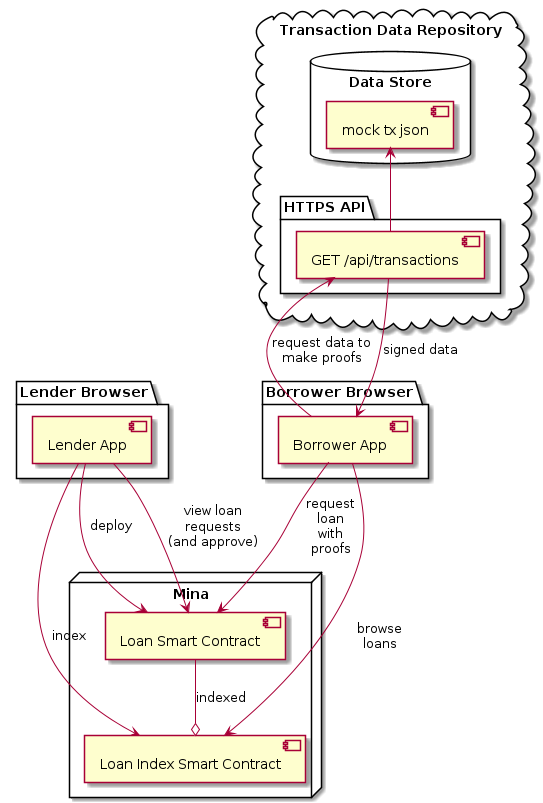 Transaction Data Repository
Data Store
mock tx json
HTTPS API
GET /api/transactions
request data to
make proofs
signed data
Lender Browser
Borrower Browser
Lender App
Borrower App
deploy
view loan
requests
(and approve)
request
loan
with
proofs
Mina
Loan Smart Contract
index
browse
loans
indexed
Loan Index Smart Contract